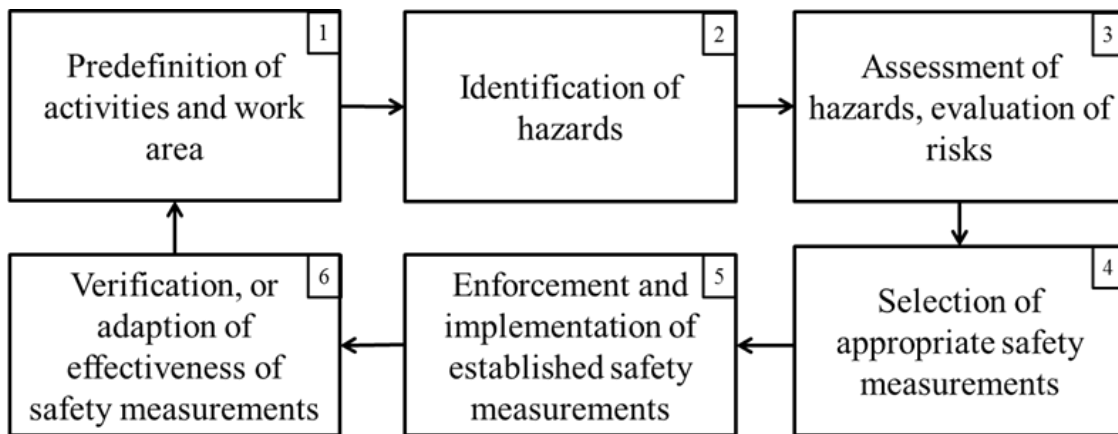 1
Predefinition of
activities and work
area
2
Identification of
hazards
3
Assessment of
hazards, evaluation of
risks
4
Selection of
appropriate safety
measurements
5
Enforcement and
implementation of
established safety
measurements
6
Verification, or
adaption of
effectiveness of
safety measurements